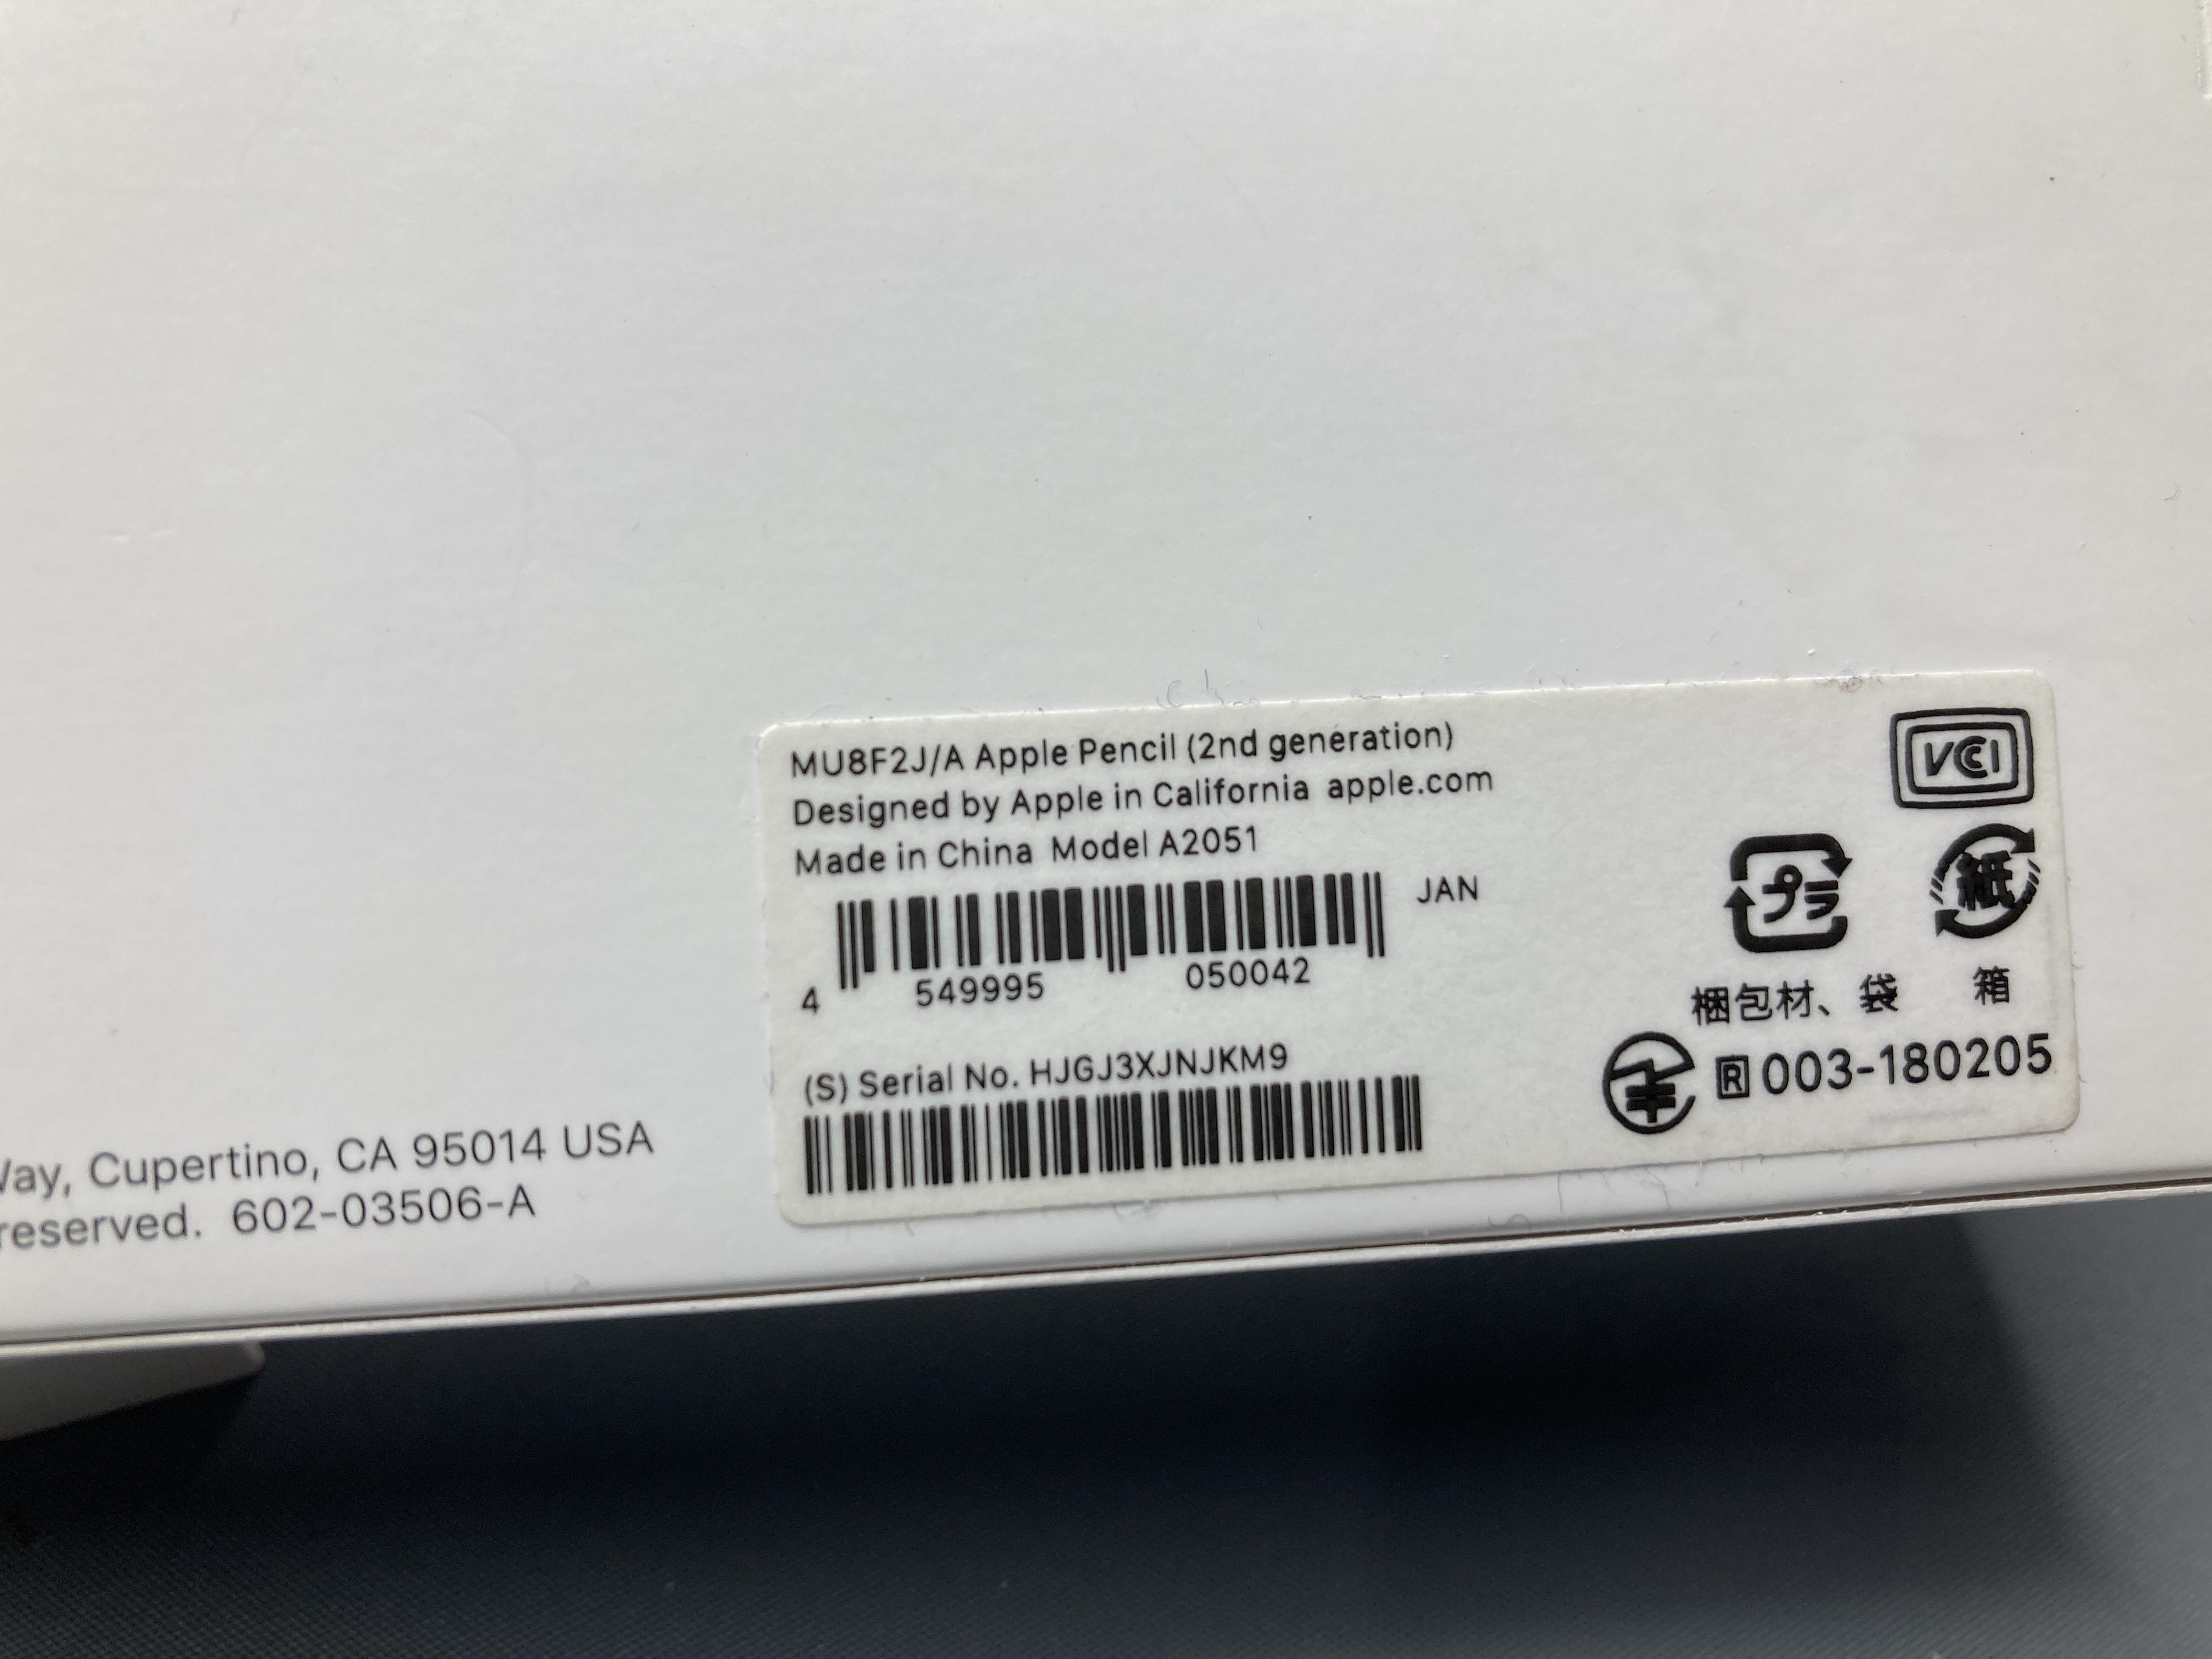 MU8F2J/A Apple Pencil (2nd generation)
Designed by Apple in California apple.com
Made in China Model A2051
JAN
4 549995 050042
(S) Serial No. HJGJ3XJNJKM9
VCCI
プラ
紙
梱包材、袋
箱
R 003-180205
Way, Cupertino, CA 95014 USA
reserved. 602-03506-A